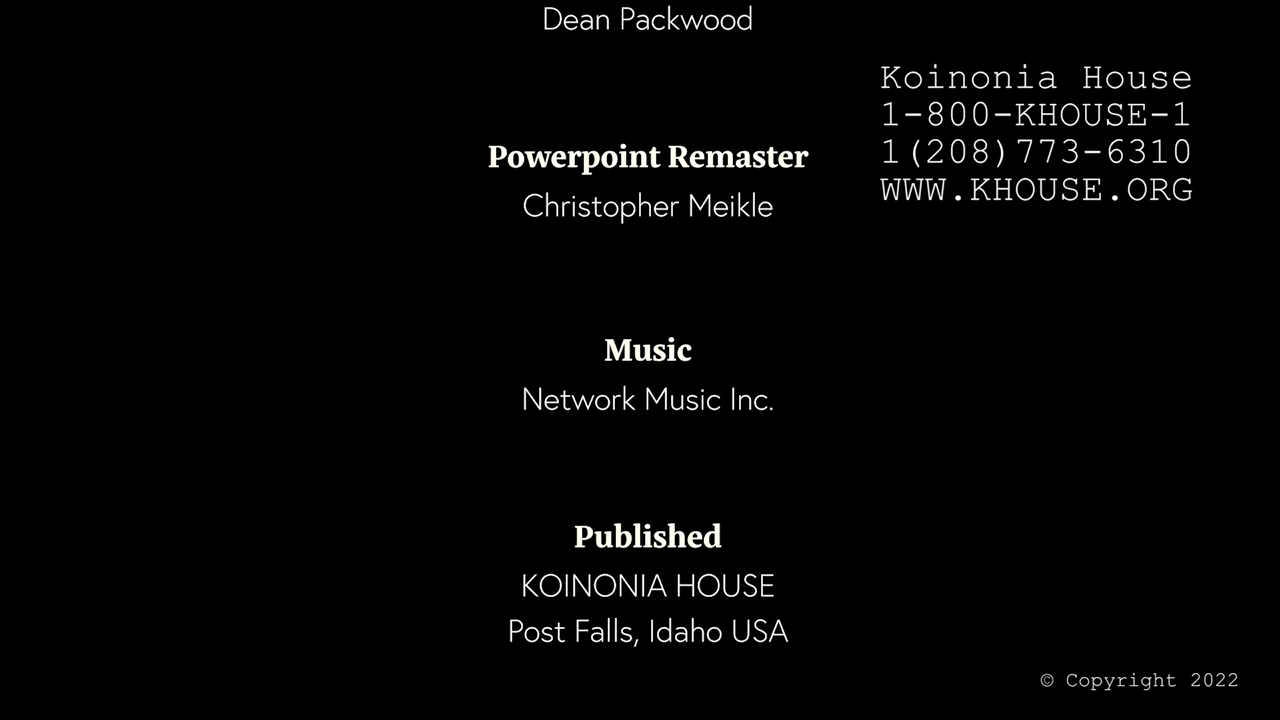 Dean Packwood
Koinonia House
1-800-KHOUSE-1
1(208)773-6310
WWW.KHOUSE.ORG
Powerpoint Remaster
Christopher Meikle
Music
Network Music Inc.
Published
KOINONIA HOUSE
Post Falls, Idaho USA
© Copyright 2022